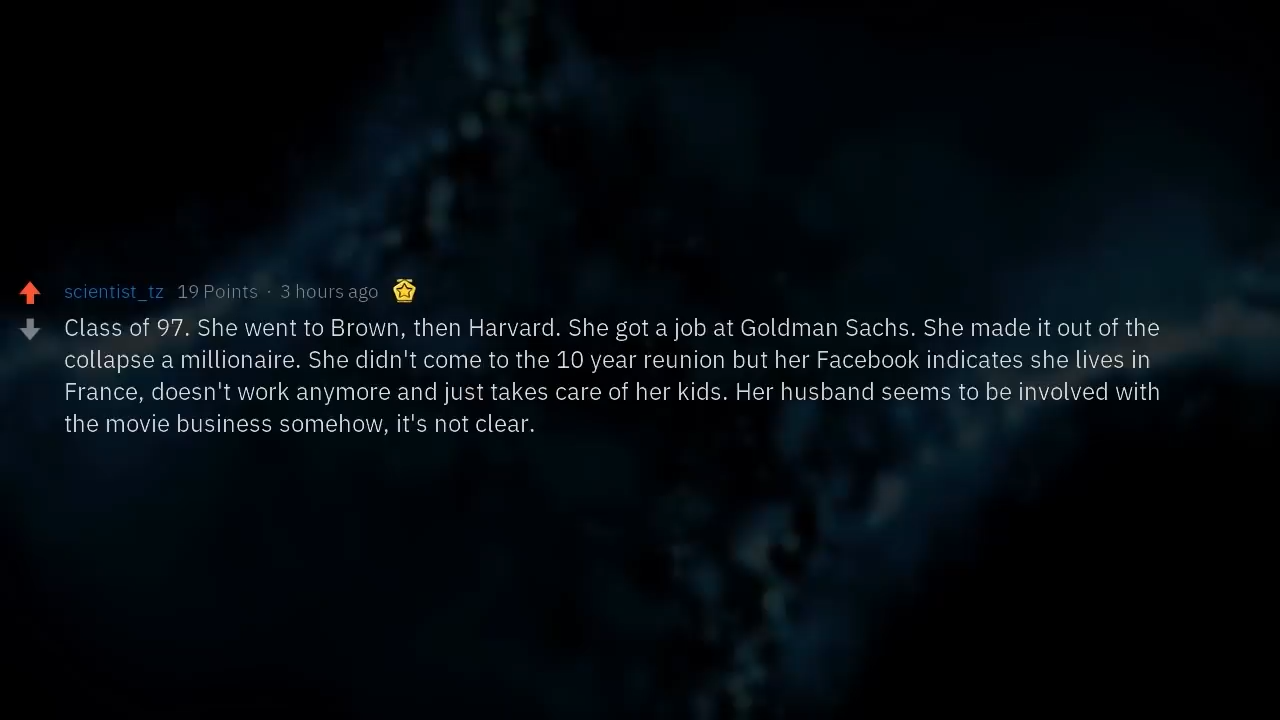 scientist_tz 19 Points · 3 hours ago
Class of 97. She went to Brown, then Harvard. She got a job at Goldman Sachs. She made it out of the
collapse a millionaire. She didn't come to the 10 year reunion but her Facebook indicates she lives in
France, doesn't work anymore and just takes care of her kids. Her husband seems to be involved with
the movie business somehow, it's not clear.